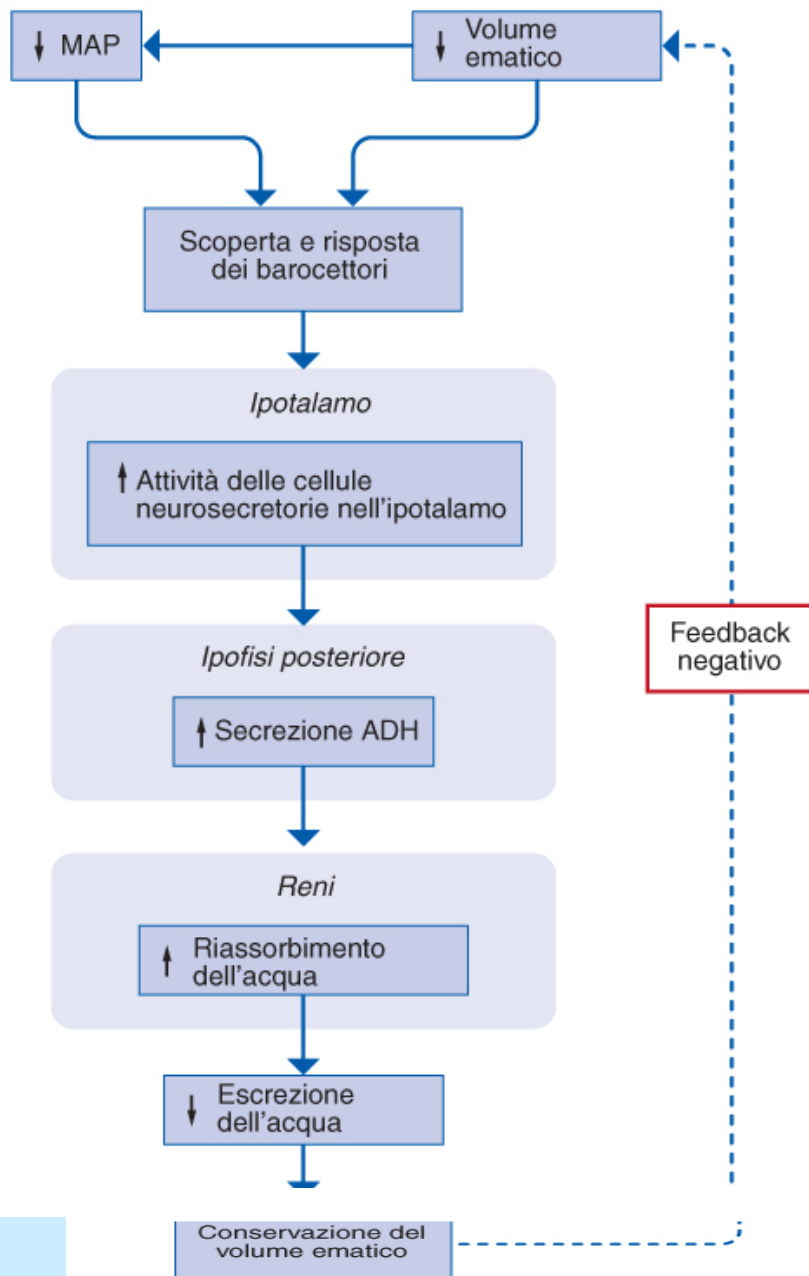 ↓ MAP
↓ Volume
ematico
Scoperta e risposta
dei barocettori
Ipotalamo
↑ Attività delle cellule
neurosecretorie nell'ipotalamo
Ipofisi posteriore
↑ Secrezione ADH
Feedback
negativo
Reni
↑ Riassorbimento
dell'acqua
↓ Escrezione
dell'acqua
Conservazione del
volume ematico